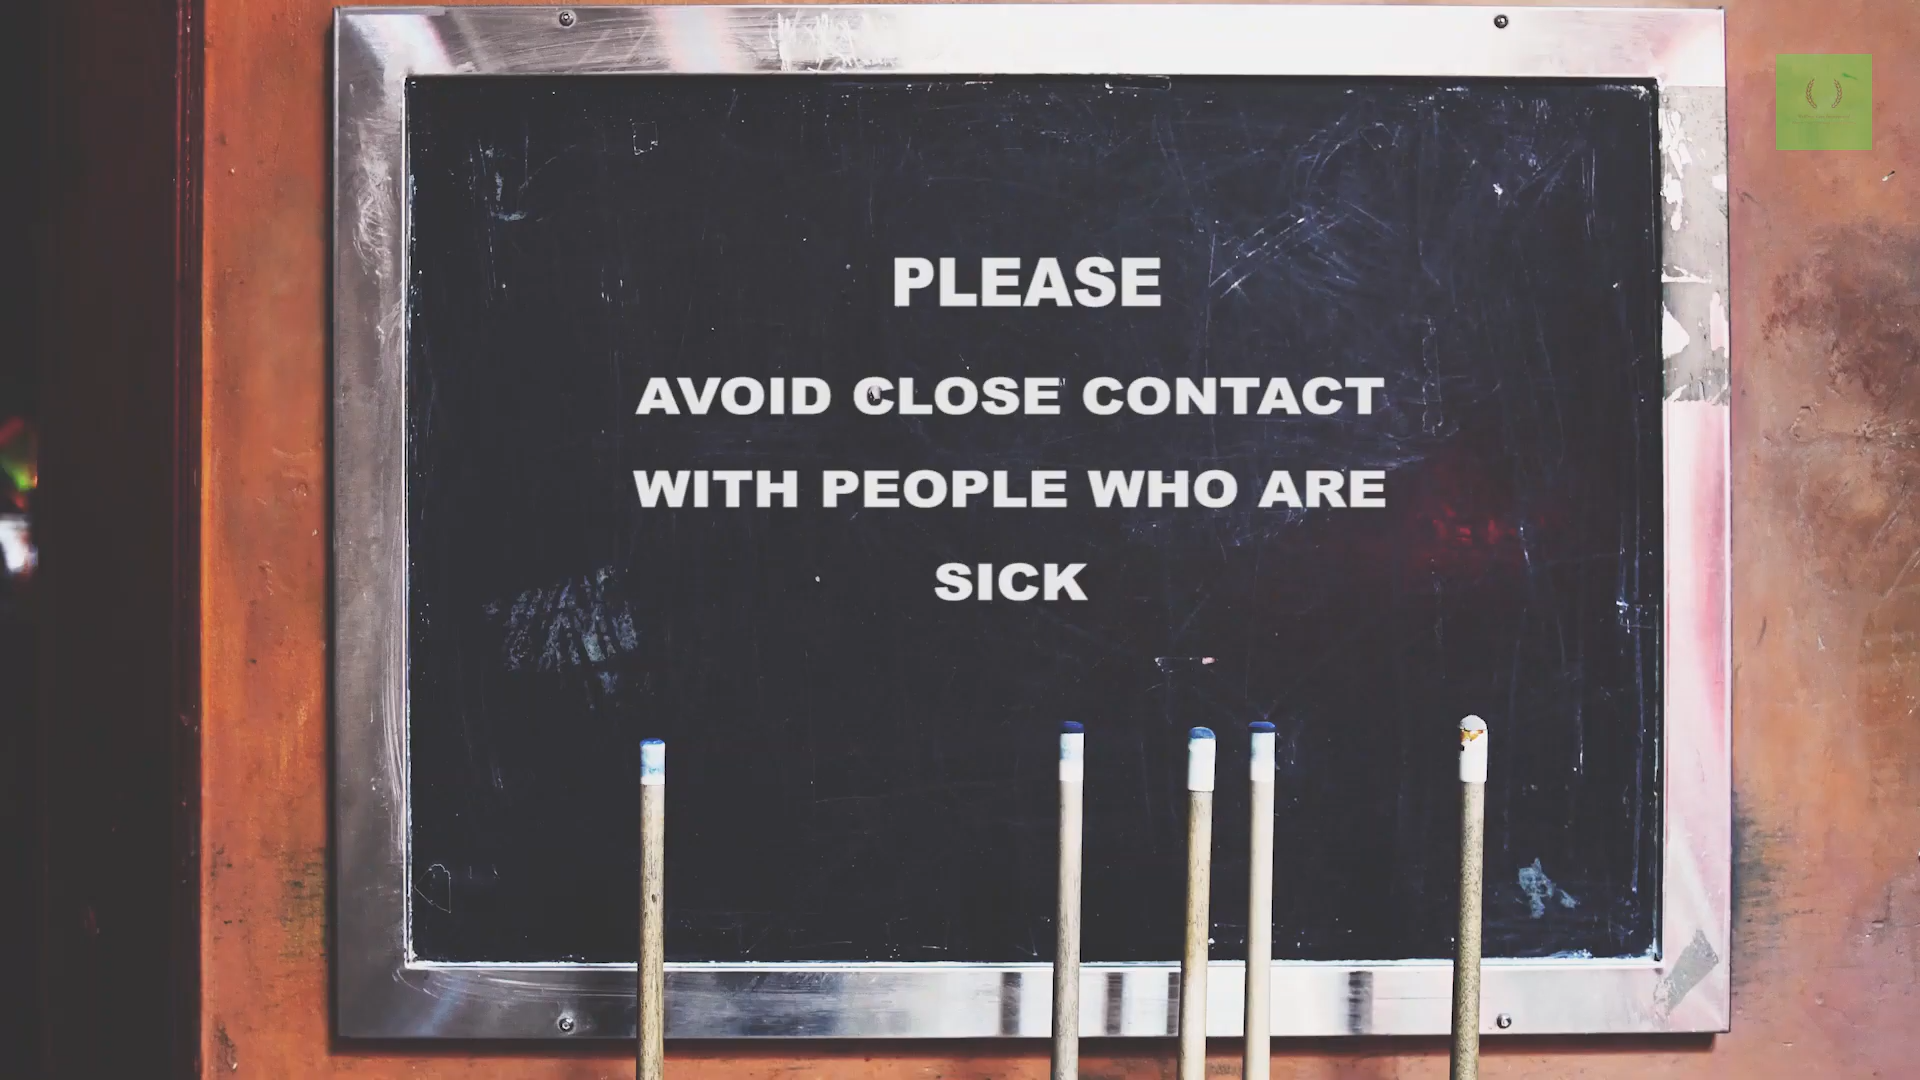 PLEASE
AVOID CLOSE CONTACT
WITH PEOPLE WHO ARE
SICK